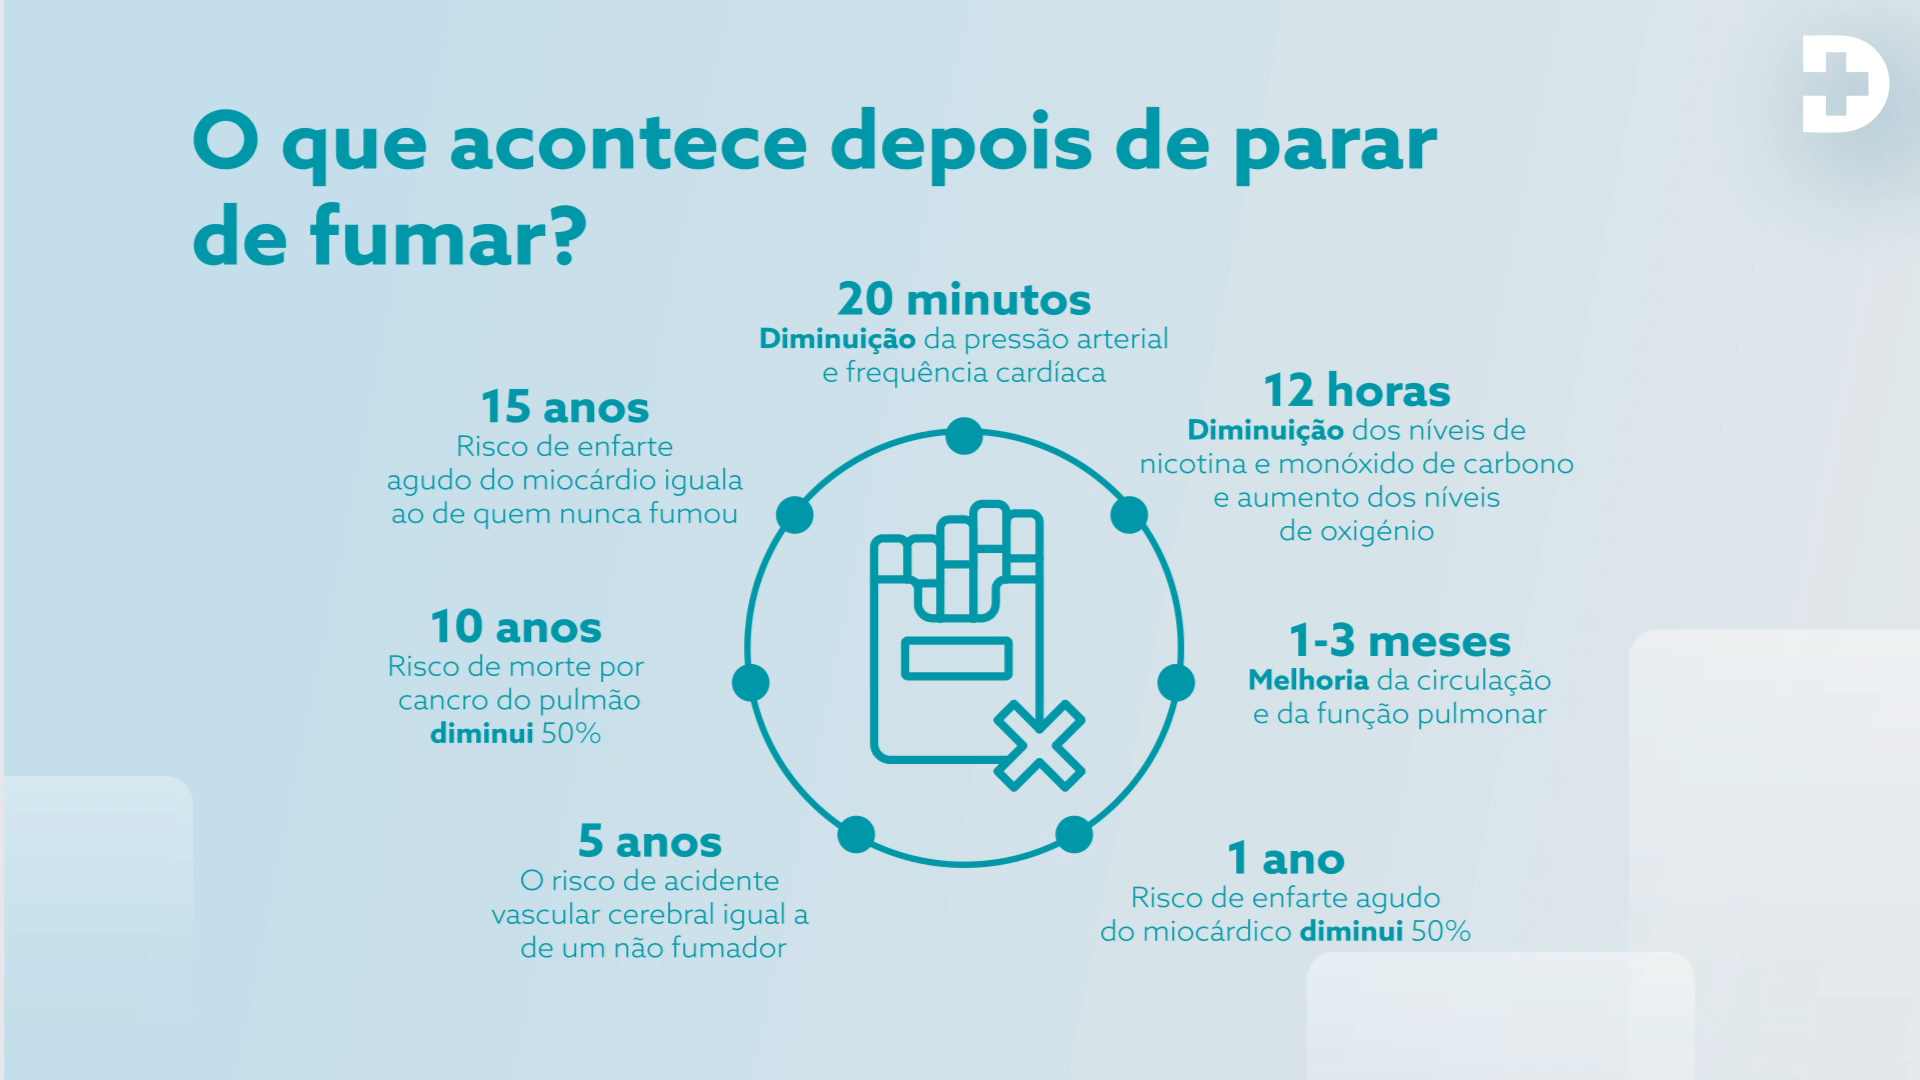 O que acontece depois de parar
de fumar?
20 minutos
Diminuição da pressão arterial
e frequência cardíaca
12 horas
Diminuição dos níveis de
nicotina e monóxido de carbono
e aumento dos níveis
de oxigénio
1-3 meses
Melhoria da circulação
e da função pulmonar
1 ano
Risco de enfarte agudo
do miocárdico diminui 50%
5 anos
O risco de acidente
vascular cerebral igual a
de um não fumador
10 anos
Risco de morte por
cancro do pulmão
diminui 50%
15 anos
Risco de enfarte
agudo do miocárdio iguala
ao de quem nunca fumou